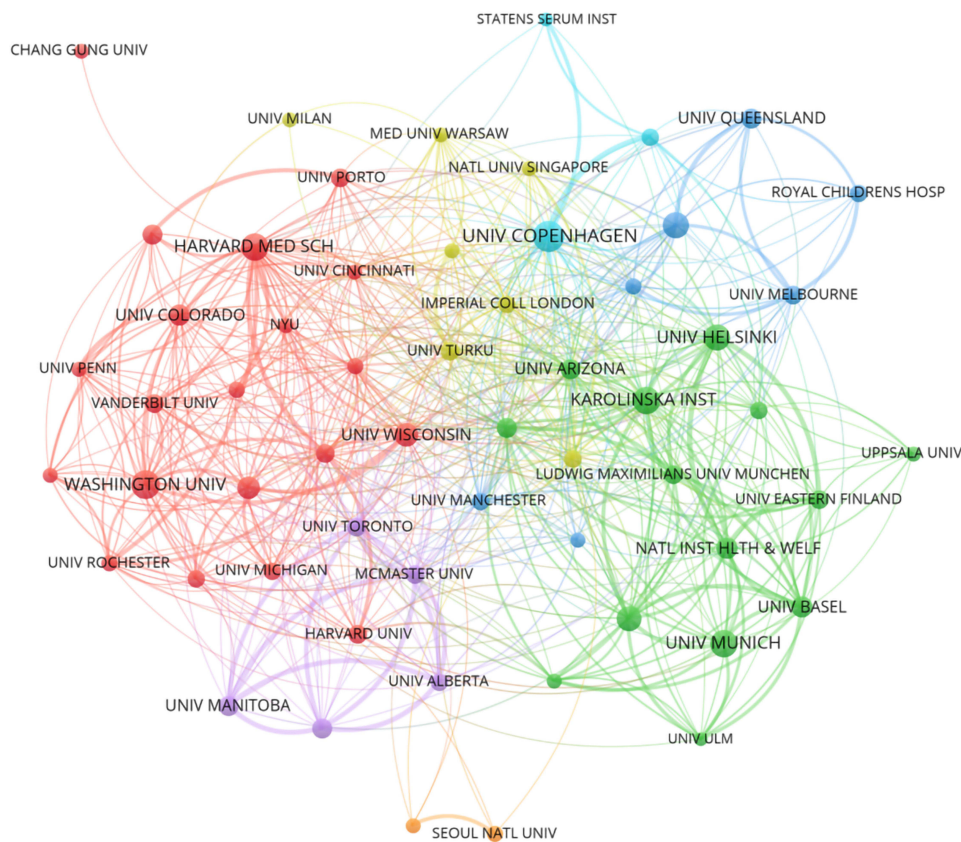 STATENS SERUM INST
CHANG GUNG UNIV
UNIV MILAN
UNIV QUEENSLAND
MED UNIV WARSAW
NATL UNIV SINGAPORE
UNIV PORTO
ROYAL CHILDRENS HOSP
UNIV COPENHAGEN
HARVARD MED SCH
UNIV CINCINNATI
UNIV MELBOURNE
IMPERIAL COLL LONDON
UNIV COLORADO
NYU
UNIV HELSINKI
UNIV TURKU
UNIV PENN
UNIV ARIZONA
KAROLINSKA INST
VANDERBILT UNIV
UNIV WISCONSIN
UPPSALA UNIV
LUDWIG MAXIMILIANS UNIV MUNCHEN
WASHINGTON UNIV
UNIV MANCHESTER
UNIV EASTERN FINLAND
UNIV TORONTO
NATL INST HLTH & WELF
UNIV ROCHESTER
UNIV MICHIGAN
MCMASTER UNIV
UNIV BASEL
HARVARD UNIV
UNIV MUNICH
UNIV ALBERTA
UNIV MANITOBA
UNIV ULM
SEOUL NATL UNIV